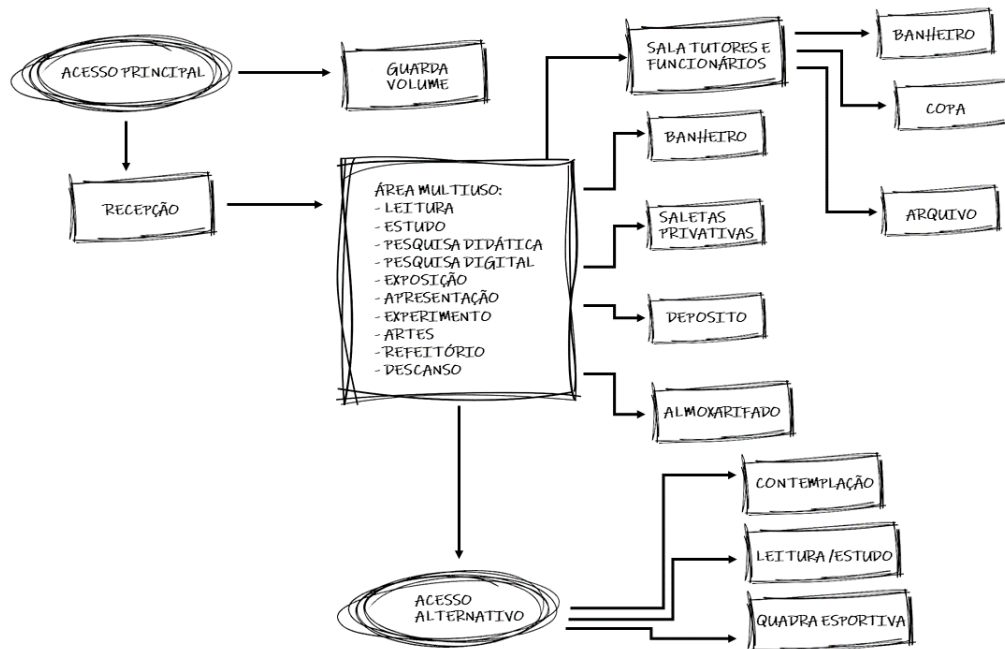 ACESSO PRINCIPAL
GUARDA
VOLUME
SALA TUTORES E
FUNCIONÁRIOS
BANHEIRO
COPA
ARQUIVO
RECEPÇÃO
ÁREA MULTIUSO:
- LEITURA
- ESTUDO
- PESQUISA DIDÁTICA
- PESQUISA DIGITAL
- EXPOSIÇÃO
- APRESENTAÇÃO
- EXPERIMENTO
- ARTES
- REFEITÓRIO
- DESCANSO
BANHEIRO
SALETAS
PRIVATIVAS
DEPOSITO
ALMOXARIFADO
ACESSO
ALTERNATIVO
CONTEMPLAÇÃO
LEITURA /ESTUDO
QUADRA ESPORTIVA